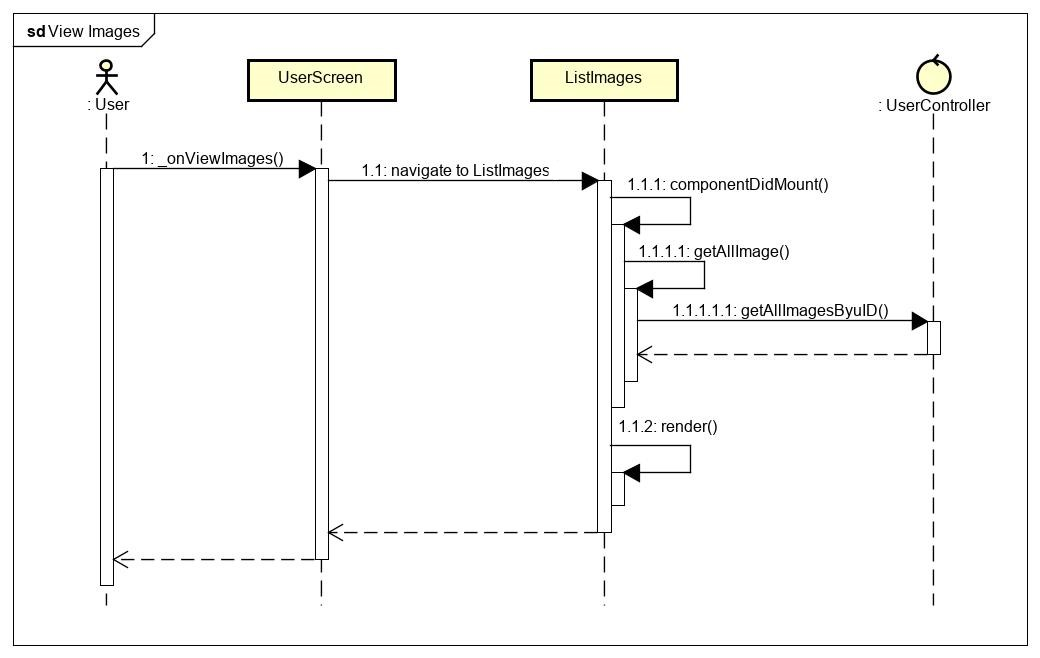 sd View Images
: User
UserScreen
ListImages
: UserController
1: _onViewImages()
1.1: navigate to ListImages
1.1.1: componentDidMount()
1.1.1.1: getAllImage()
1.1.1.1.1: getAllImagesByuID()
1.1.2: render()